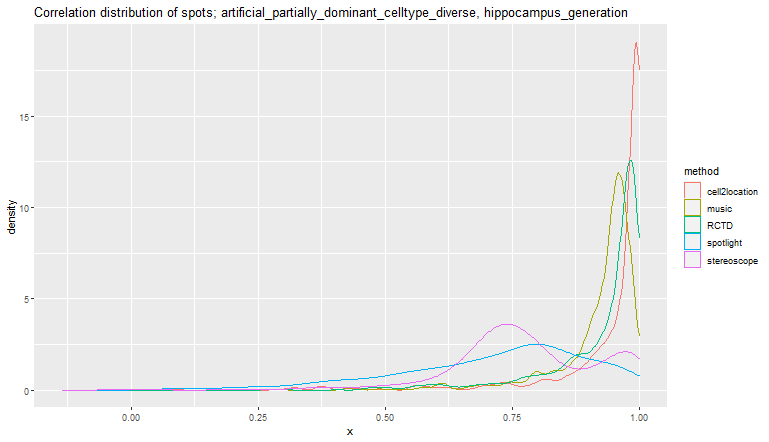 Correlation distribution of spots; artificial_partially_dominant_celltype_diverse, hippocampus_generation
15
10
5
0
density
0.00 0.25 0.50 0.75 1.00
x
method
cell2location
music
RCTD
spotlight
stereoscope